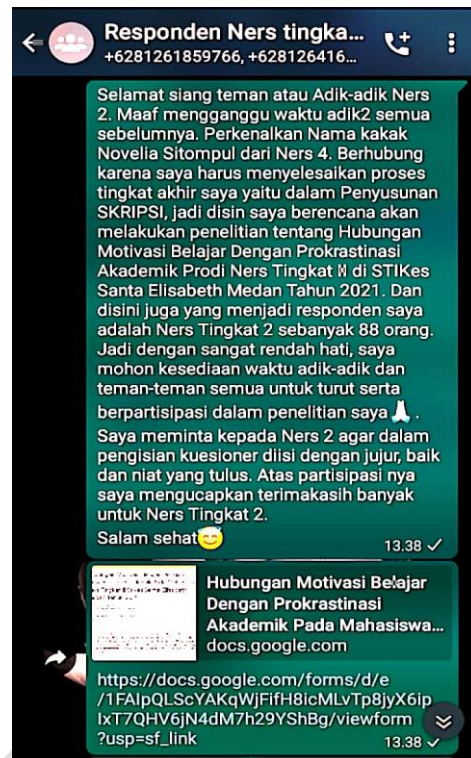 Responden Ners tingka...
+6281261859766, +628126416...
Selamat siang teman atau Adik-adik Ners
2. Maaf mengganggu waktu adik2 semua
sebelumnya. Perkenalkan Nama kakak
Novelia Sitompul dari Ners 4. Berhubung
karena saya harus menyelesaikan proses
tingkat akhir saya yaitu dalam Penyusunan
SKRIPSI, jadi disin saya berencana akan
melakukan penelitian tentang Hubungan
Motivasi Belajar Dengan Prokrastinasi
Akademik Prodi Ners Tingkat di STIKes
Santa Elisabeth Medan Tahun 2021. Dan
disini juga yang menjadi responden saya
adalah Ners Tingkat 2 sebanyak 88 orang.
Jadi dengan sangat rendah hati, saya
mohon kesediaan waktu adik-adik dan
teman-teman semua untuk turut serta
berpartisipasi dalam penelitian saya 🙏 .
Saya meminta kepada Ners 2 agar dalam
pengisian kuesioner diisi dengan jujur, baik
dan niat yang tulus. Atas partisipasi nya
saya mengucapkan terimakasih banyak
untuk Ners Tingkat 2.
Salam sehat😇
13.38
Hubungan Motivasi Belajar
Dengan Prokrastinasi
Akademik Pada Mahasiswa...
docs.google.com
https://docs.google.com/forms/d/e
/1FAIpQLScYAKqWjFifH8icMLvTp8jyX6ip
IxT7QHV6jN4dM7h29YShBg/viewform
?usp=sf_link
13.38